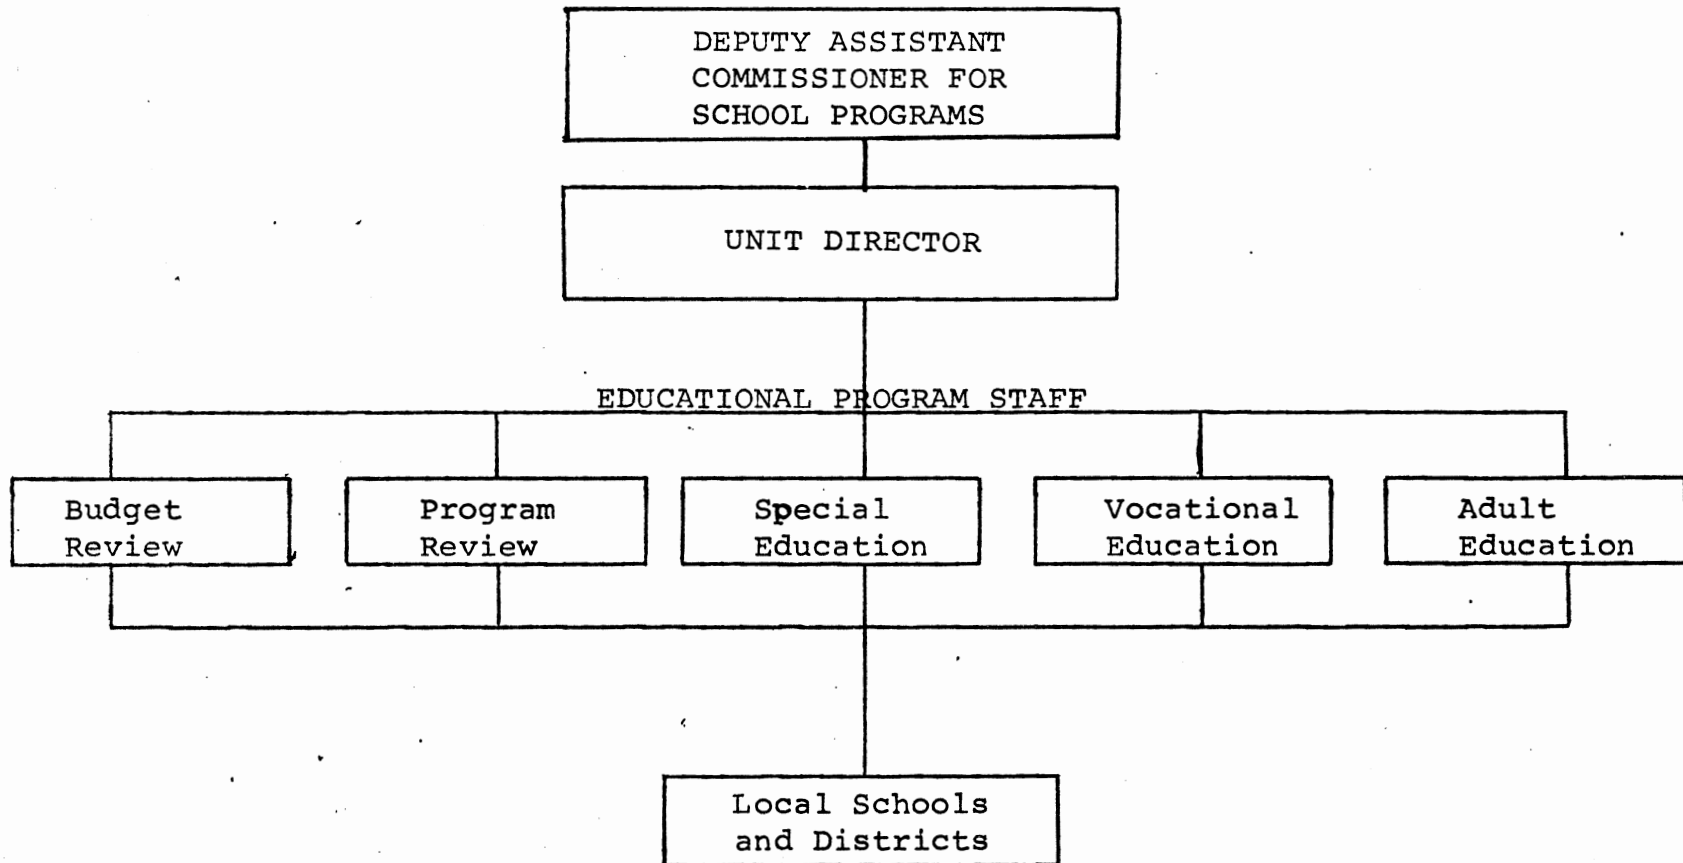 DEPUTY ASSISTANT
COMMISSIONER FOR
SCHOOL PROGRAMS
UNIT DIRECTOR
EDUCATIONAL PROGRAM STAFF
Budget
Review
Program
Review
Special
Education
Vocational
Education
Adult
Education
Local Schools
and Districts